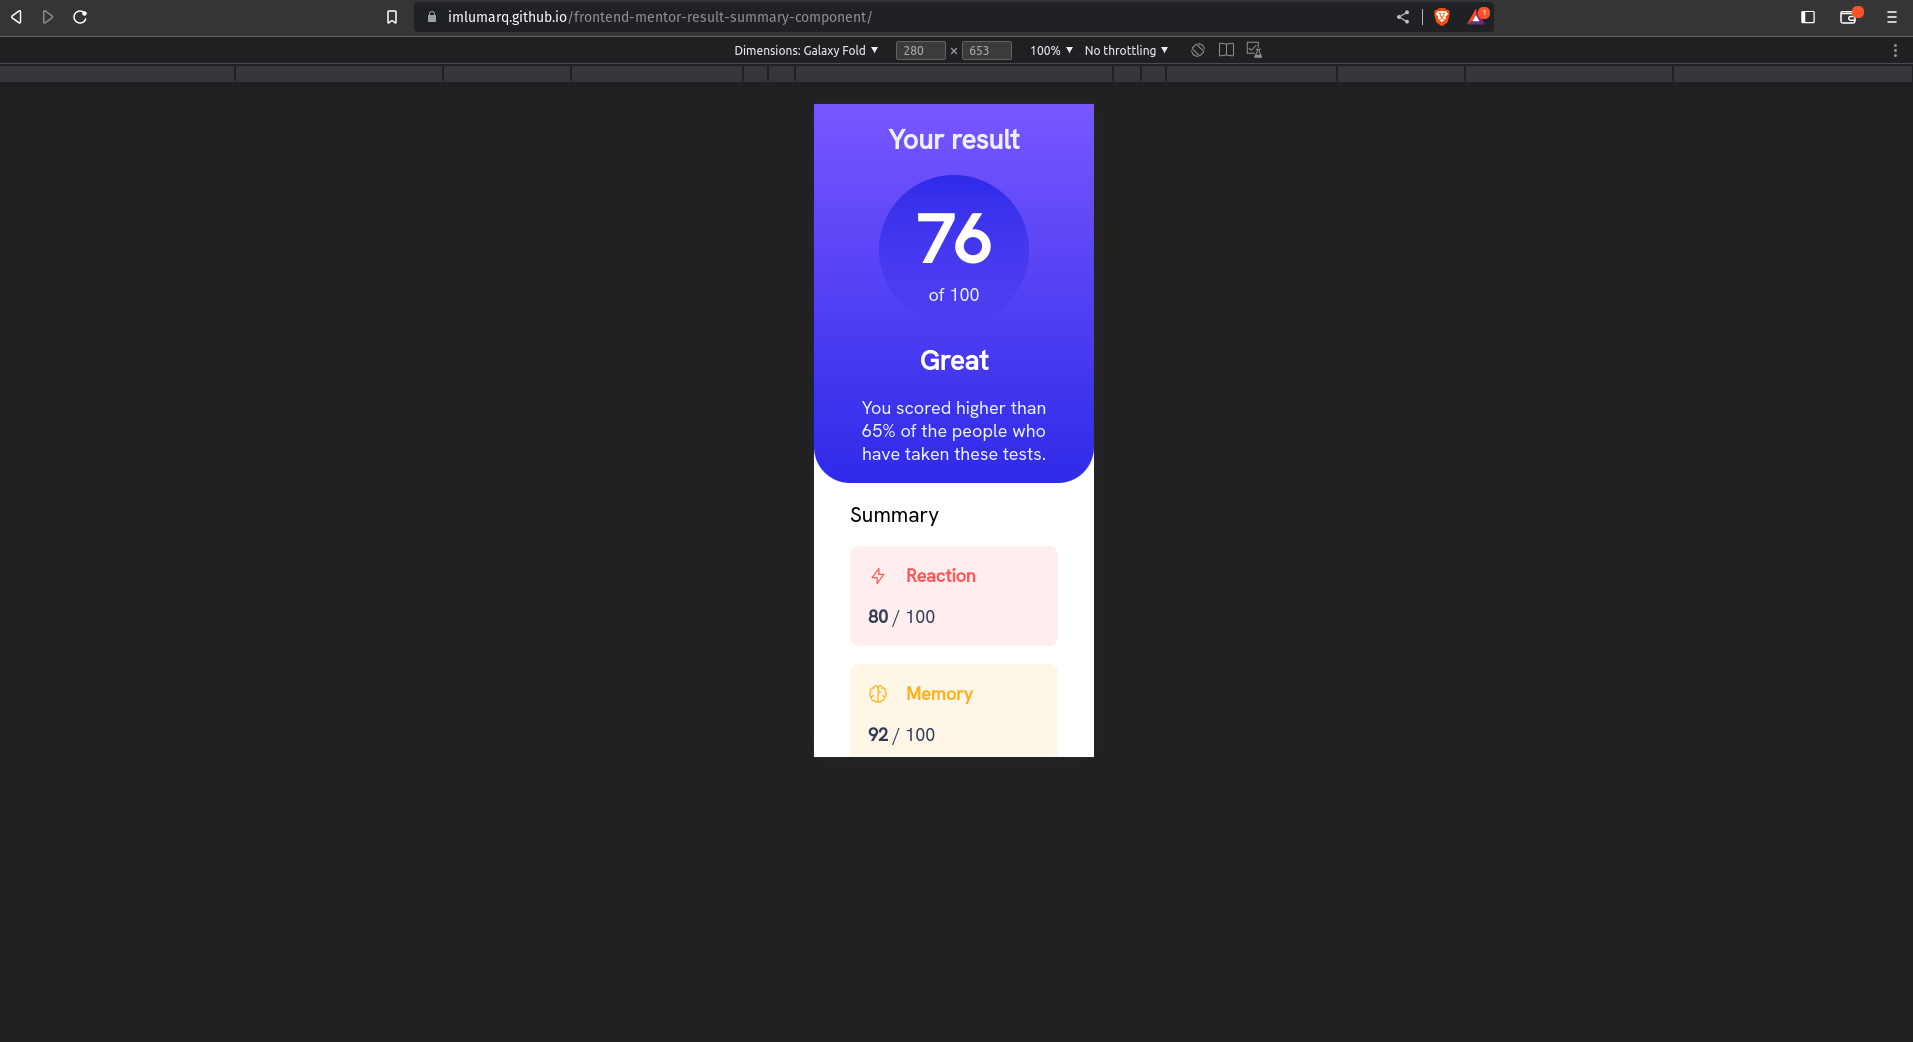 imlumarq.github.io/frontend-mentor-result-summary-component/
1
Dimensions: Galaxy Fold 280 × 653 100% No throttling
Your result
76
of 100
Great
You scored higher than
65% of the people who
have taken these tests.
Summary
Reaction
80 / 100
Memory
92 / 100